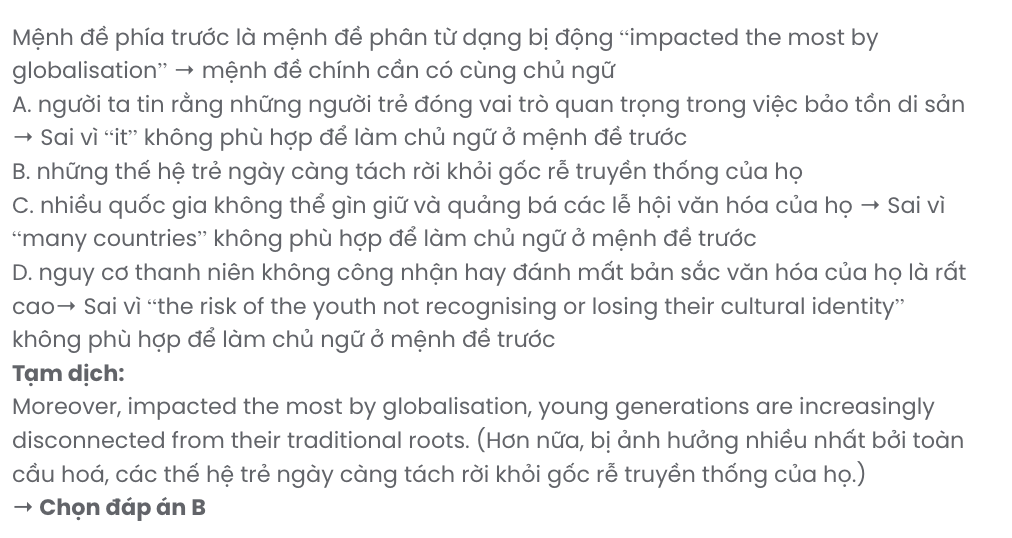 Mệnh đề phía trước là mệnh đề phân từ dạng bị động “impacted the most by
globalisation” → mệnh đề chính cần có cùng chủ ngữ
A. người ta tin rằng những người trẻ đóng vai trò quan trọng trong việc bảo tồn di sản
→ Sai vì “it” không phù hợp để làm chủ ngữ ở mệnh đề trước
B. những thế hệ trẻ ngày càng tách rời khỏi gốc rễ truyền thống của họ
C. nhiều quốc gia không thể gìn giữ và quảng bá các lễ hội văn hóa của họ → Sai vì
“many countries” không phù hợp để làm chủ ngữ ở mệnh đề trước
D. nguy cơ thanh niên không công nhận hay đánh mất bản sắc văn hóa của họ là rất
cao→ Sai vì “the risk of the youth not recognising or losing their cultural identity”
không phù hợp để làm chủ ngữ ở mệnh đề trước
Tạm dịch:
Moreover, impacted the most by globalisation, young generations are increasingly
disconnected from their traditional roots. (Hơn nữa, bị ảnh hưởng nhiều nhất bởi toàn
cầu hoá, các thế hệ trẻ ngày càng tách rời khỏi gốc rễ truyền thống của họ.)
→ Chọn đáp án B